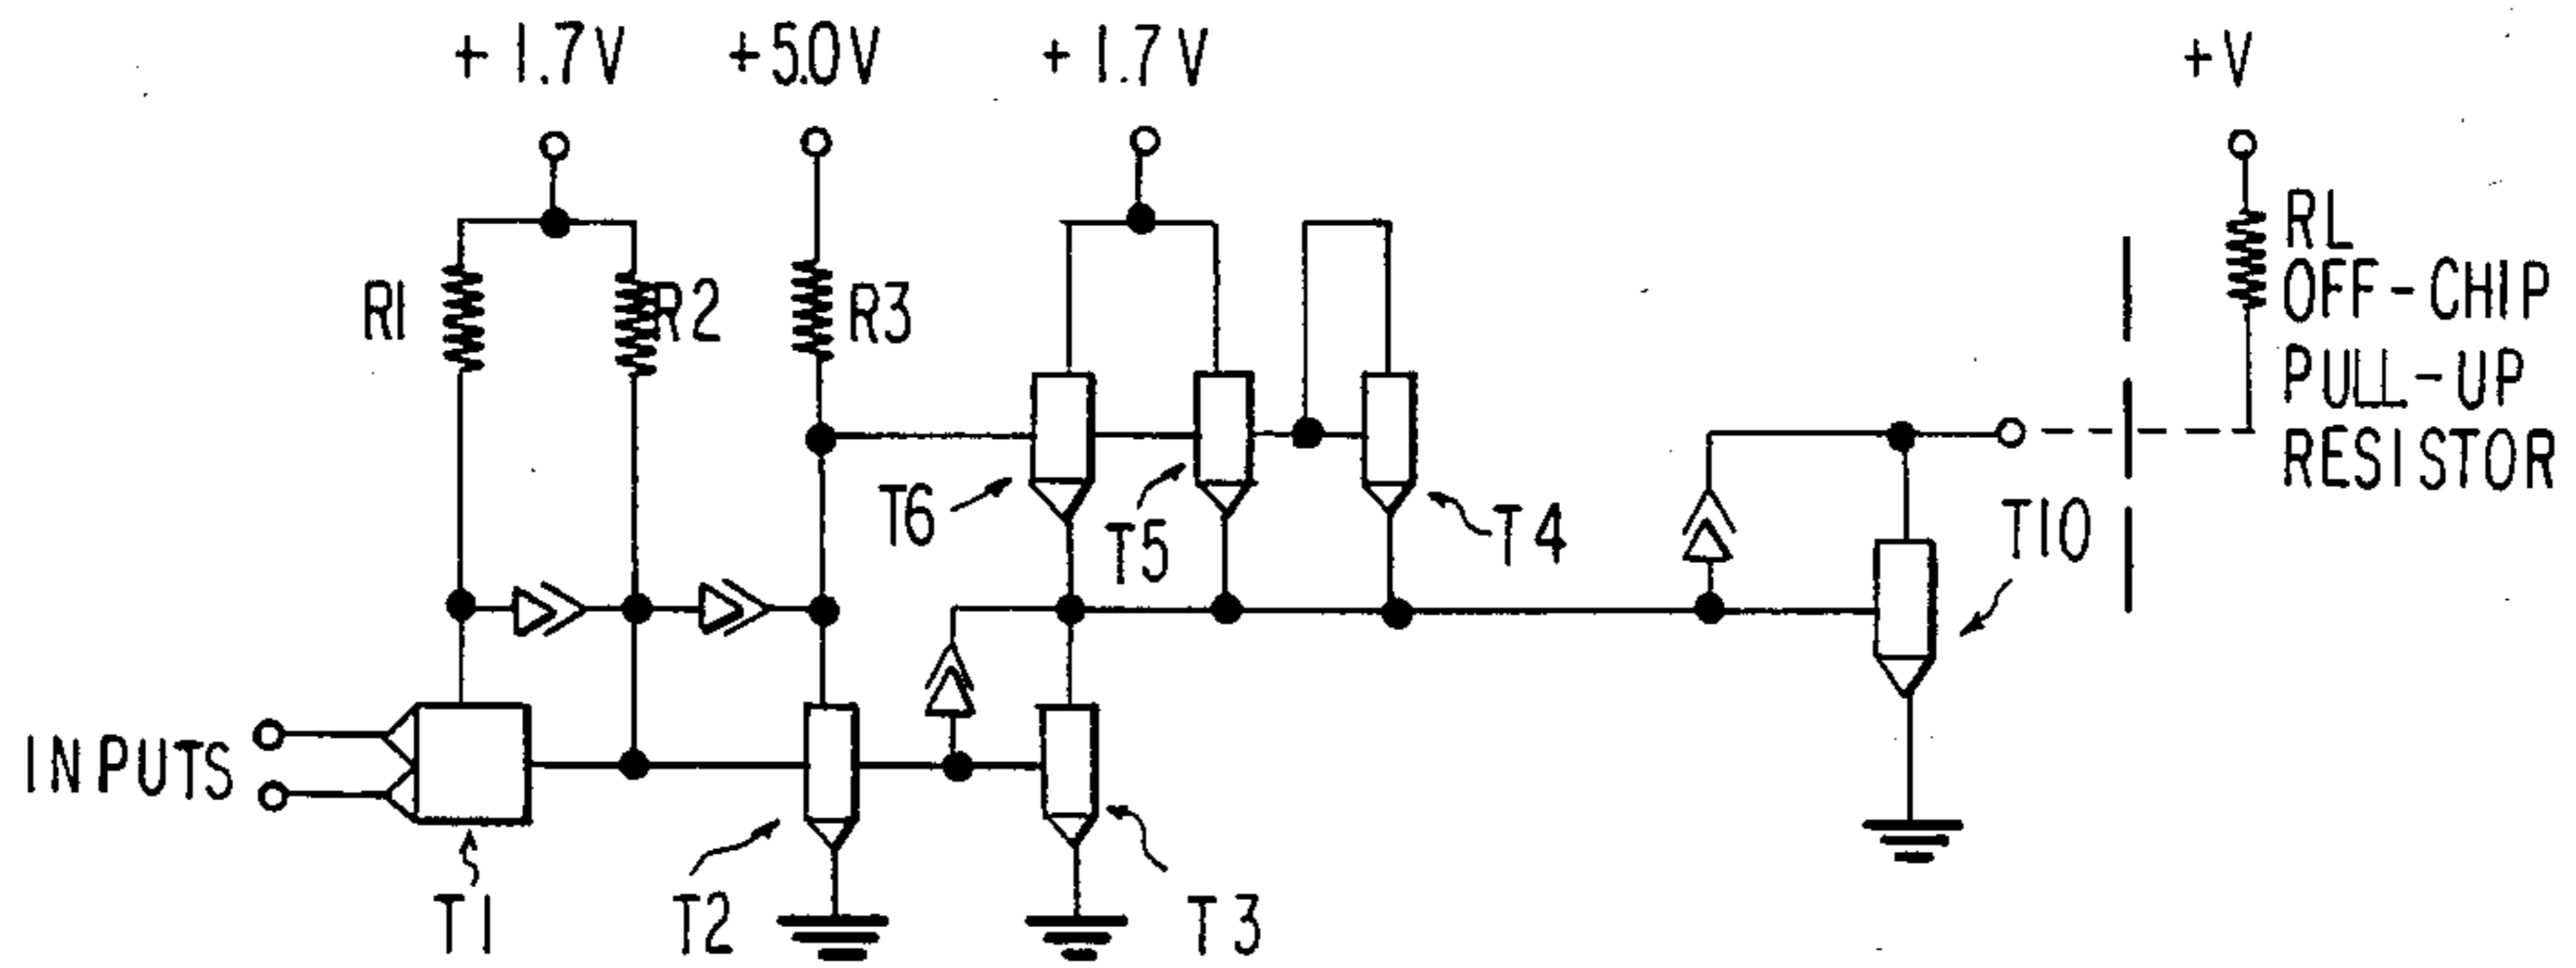 + 1.7V
+5.0V
+ 1.7V
+V
R1
R2
R3
RL
OFF-CHIP
PULL-UP
RESISTOR
T6
T5
T4
T10
INPUTS
T1
T2
T3